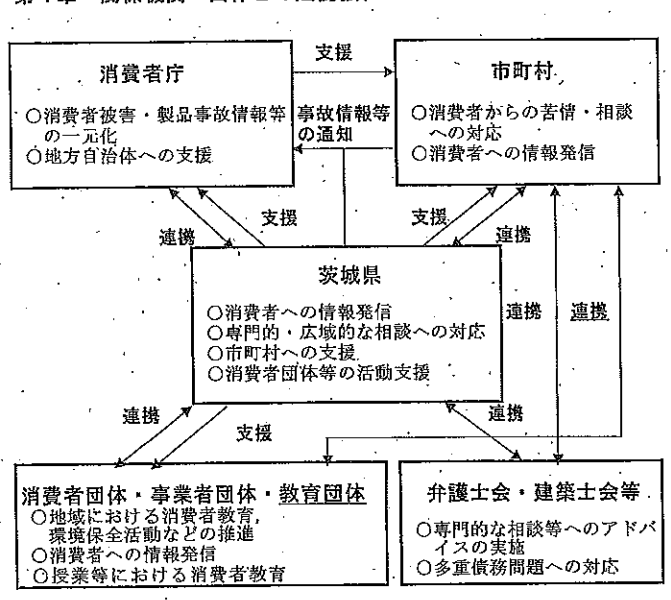 支援
消費者庁
○消費者被害・製品事故情報等
の一元化
○地方自治体への支援
事故情報等
の通知
市町村
○消費者からの苦情・相談
への対応
○消費者への情報発信
連携
支援
支援
連携
茨城県
○消費者への情報発信
○専門的・広域的な相談への対応
○市町村への支援
○消費者団体等の活動支援
連携
連携
連携
支援
連携
消費者団体・事業者団体・教育団体
○地域における消費者教育,
環境保全活動などの推進
○消費者への情報発信
○授業等における消費者教育
弁護士会・建築士会等
○専門的な相談等へのアドバ
イスの実施
○多重債務問題への対応